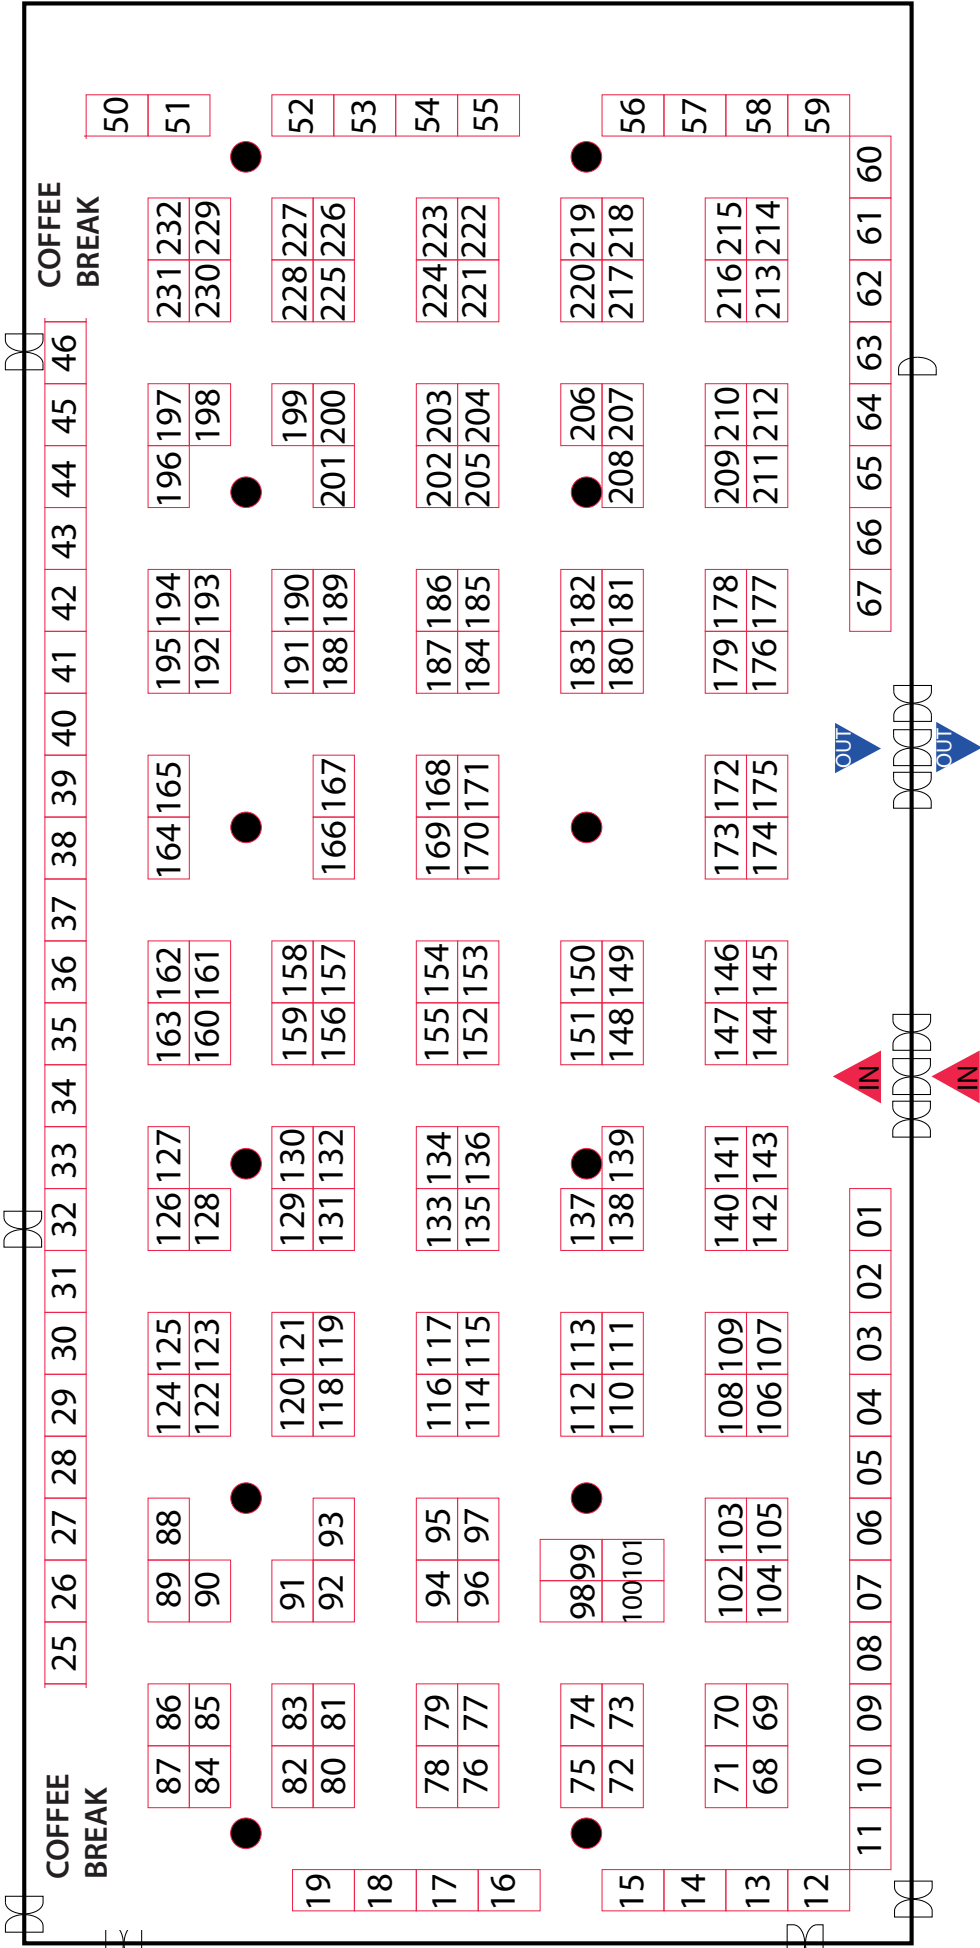 COFFEE 25 26 27 28 29 30 31 32 33 34 35 36 37 38 39 40 41 42 43 44 45 46 COFFEE
BREAK BREAK
50
87 86 89 88 124 125 126 127 163 162 164 165 195 194 196 197 231 232 51
84 85 90 122 123 128 160 161 192 193 198 230 229
19 82 83 91 120 121 129 130 159 158 191 190 199 228 227 52
80 81 92 93 118 119 131 132 156 157 166 167 188 189 201 200 225 226
18 53
17 78 79 94 95 116 117 133 134 155 154 169 168 187 186 202 203 224 223 54
16 76 77 96 97 114 115 135 136 152 153 170 171 184 185 205 204 221 222 55
75 74 98 99 112 113 137 151 150 183 182 206 220 219
15 72 73 100 101 110 111 138 139 148 149 180 181 208 207 217 218 56
14 57
71 70 102 103 108 109 140 141 147 146 173 172 179 178 209 210 216 215
13 68 69 104 105 106 107 142 143 144 145 174 175 176 177 211 212 213 214 58
12 59
11 10 09 08 07 06 05 04 03 02 01 IN OUT 67 66 65 64 63 62 61 60
IN OUT